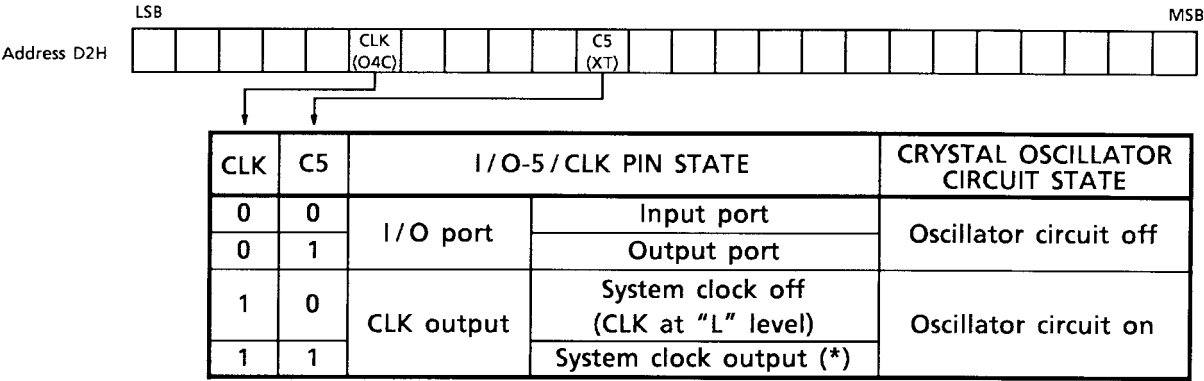 LSB MSB
Address D2H CLK C5
(O4C) (XT)
CLK C5 I/O-5/CLK PIN STATE CRYSTAL OSCILLATOR
CIRCUIT STATE
0 0 I/O port Input port Oscillator circuit off
0 1 Output port
1 0 CLK output System clock off
(CLK at "L" level) Oscillator circuit on
1 1 System clock output (*)